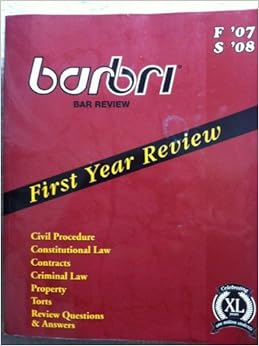 F '07
S '08
barbri
BAR REVIEW
First Year Review
Civil Procedure
Constitutional Law
Contracts
Criminal Law
Property
Torts
Review Questions
& Answers
Celebrating
XL